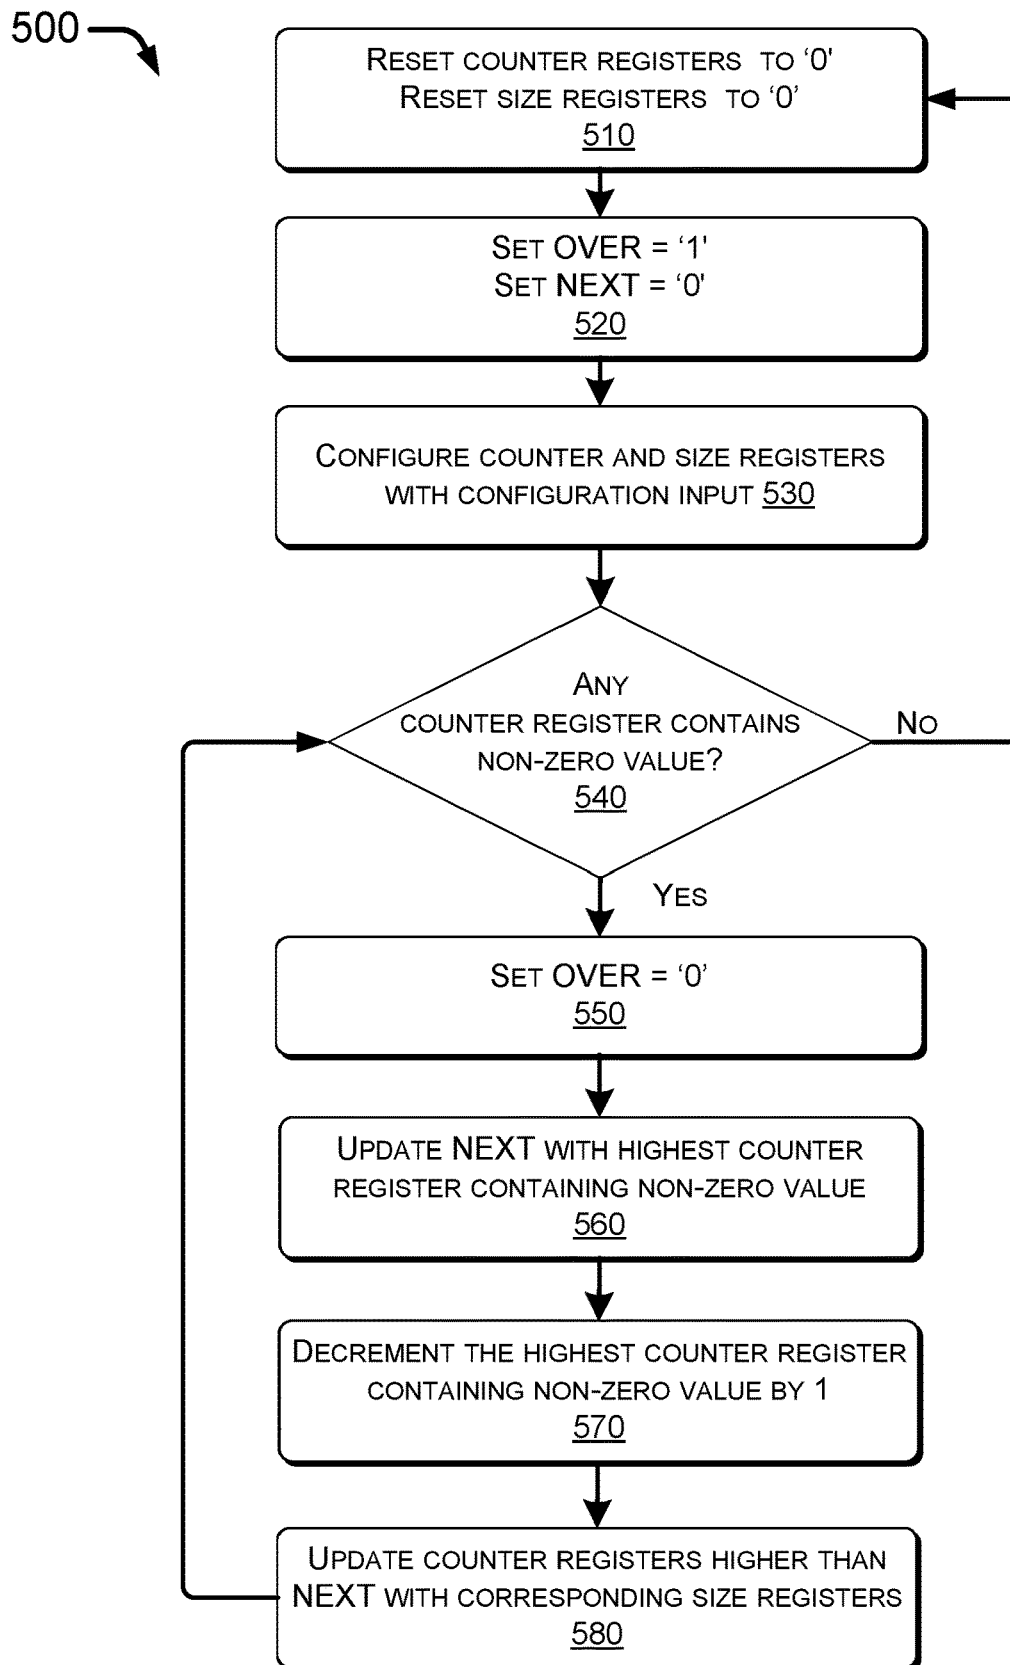 500
RESET COUNTER REGISTERS TO ‘0'
RESET SIZE REGISTERS TO ‘0’
510
SET OVER = ‘1'
SET NEXT = ‘0'
520
CONFIGURE COUNTER AND SIZE REGISTERS
WITH CONFIGURATION INPUT 530
ANY
COUNTER REGISTER CONTAINS
NON-ZERO VALUE?
540
NO
YES
SET OVER = ‘0’
550
UPDATE NEXT WITH HIGHEST COUNTER
REGISTER CONTAINING NON-ZERO VALUE
560
DECREMENT THE HIGHEST COUNTER REGISTER
CONTAINING NON-ZERO VALUE BY 1
570
UPDATE COUNTER REGISTERS HIGHER THAN
NEXT WITH CORRESPONDING SIZE REGISTERS
580